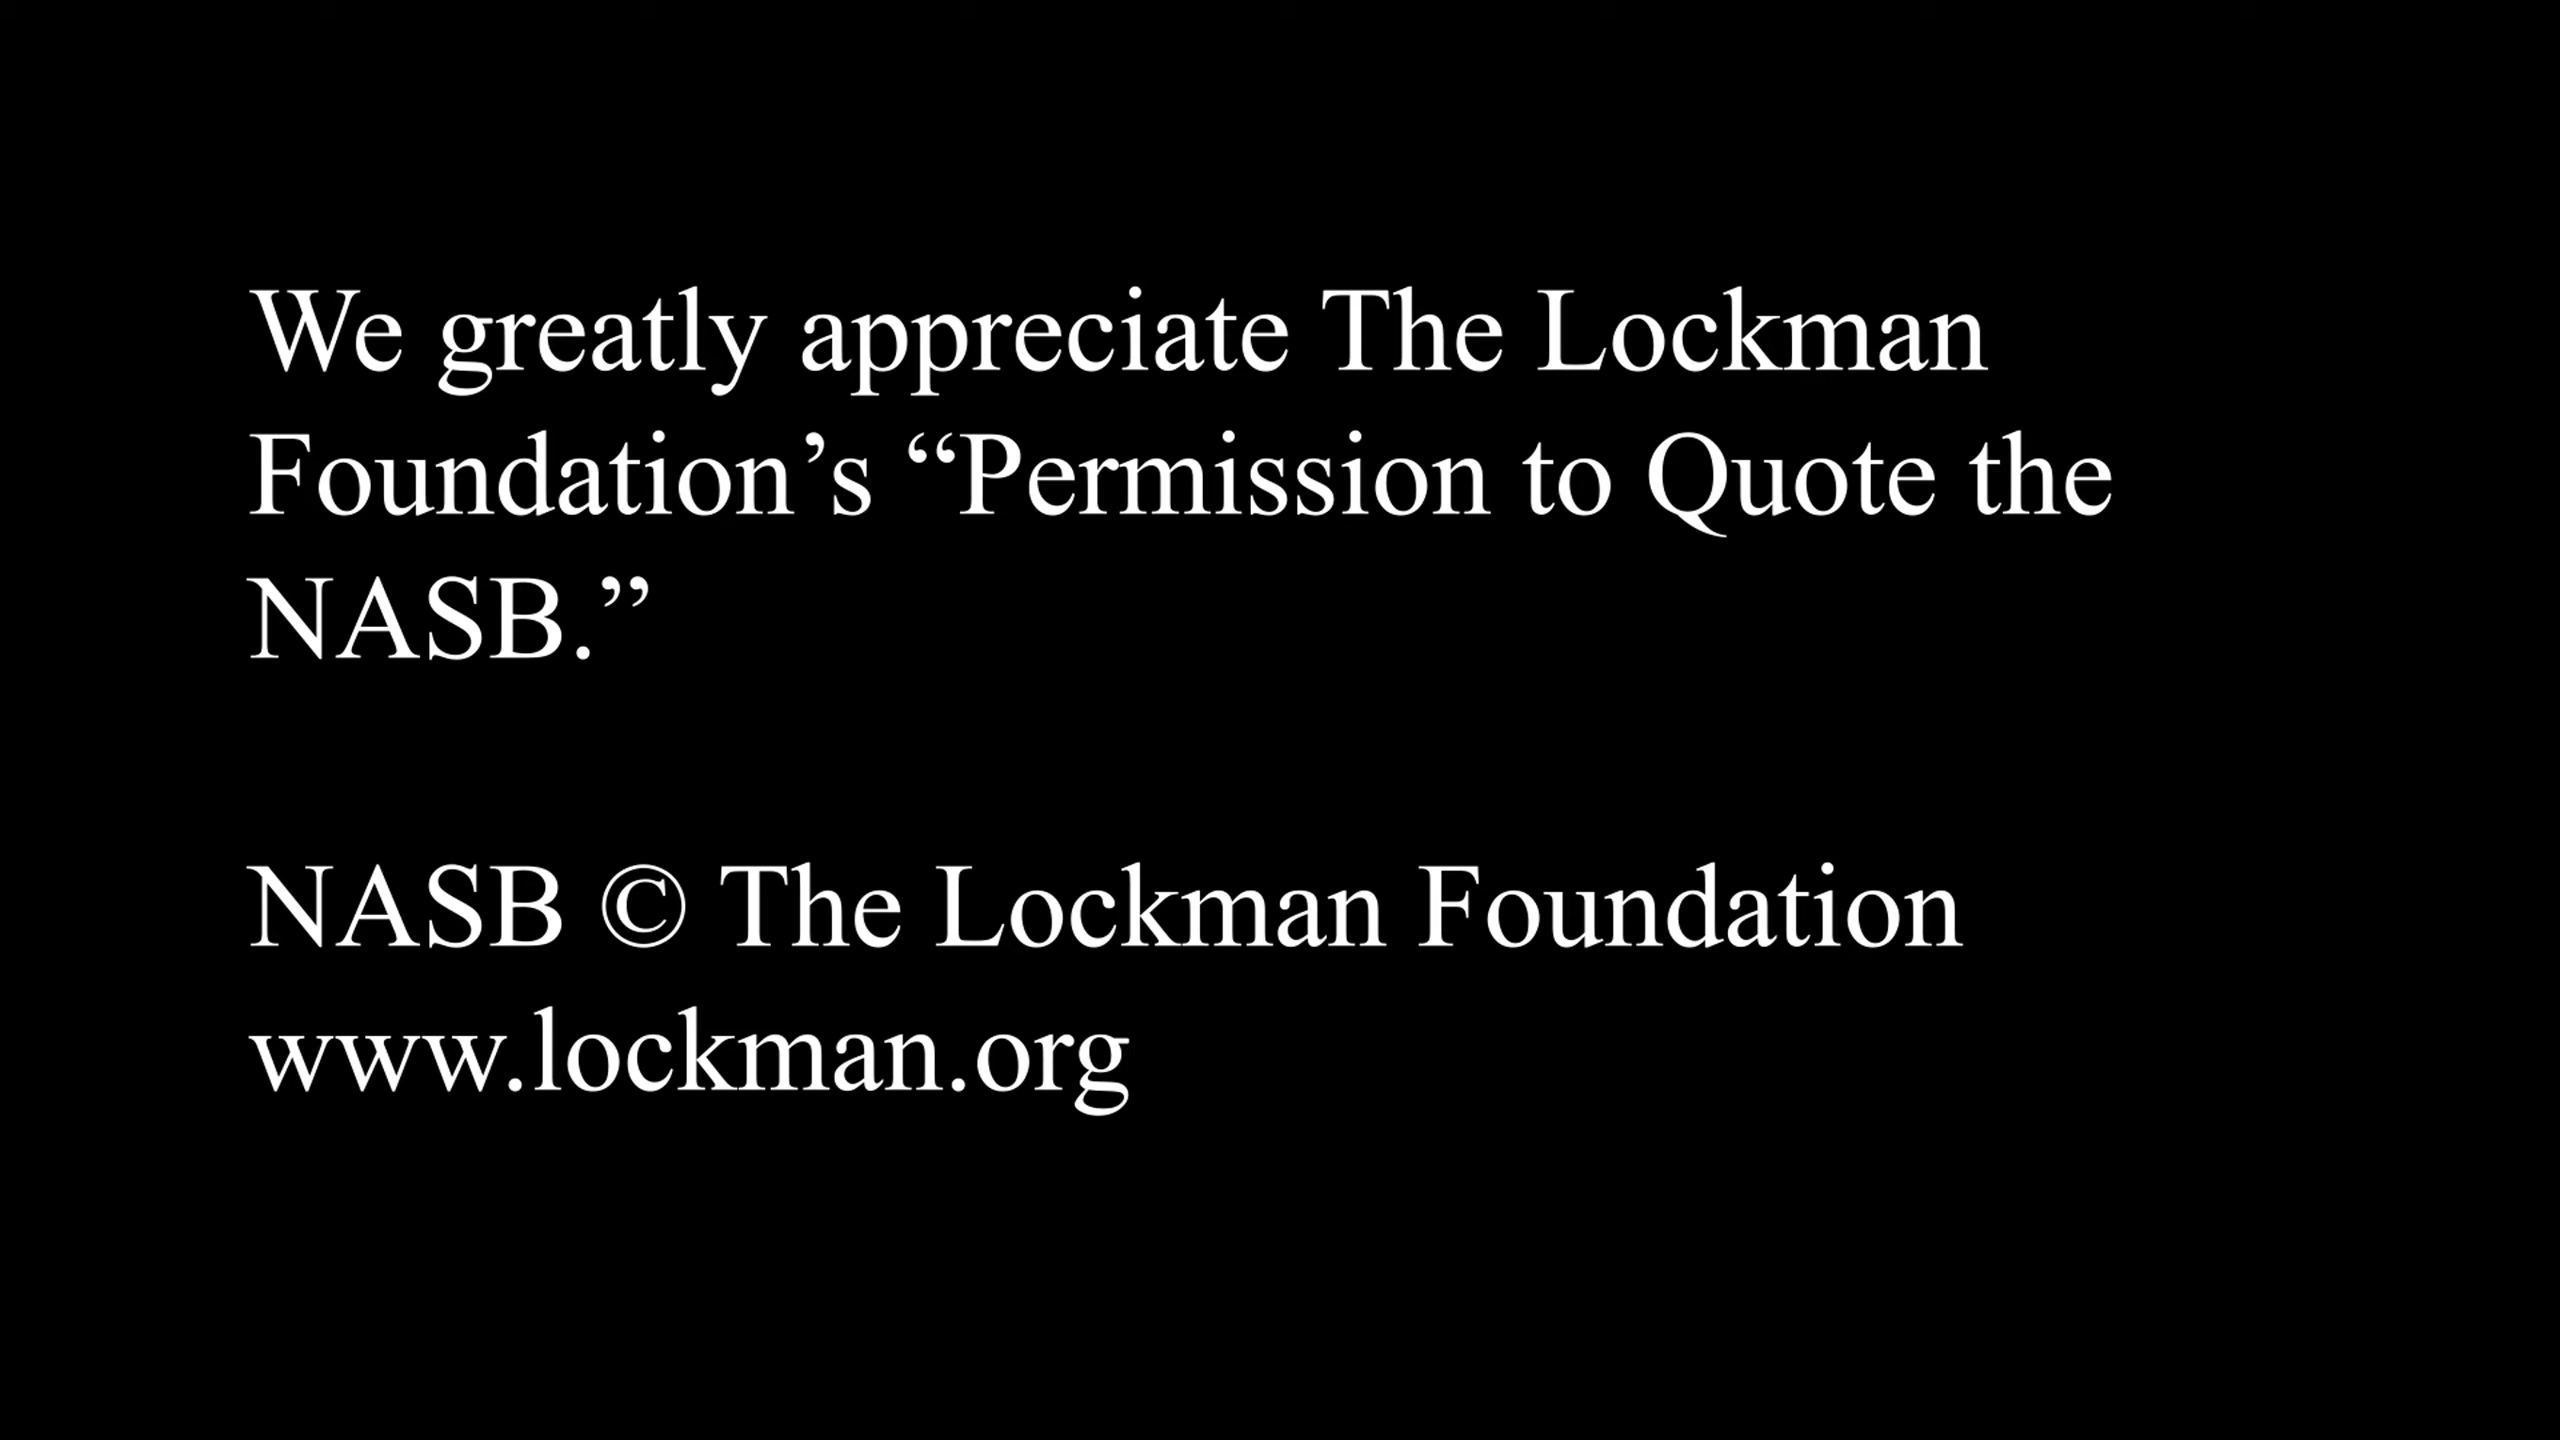 We greatly appreciate The Lockman
Foundation’s “Permission to Quote the
NASB.”
NASB © The Lockman Foundation
www.lockman.org